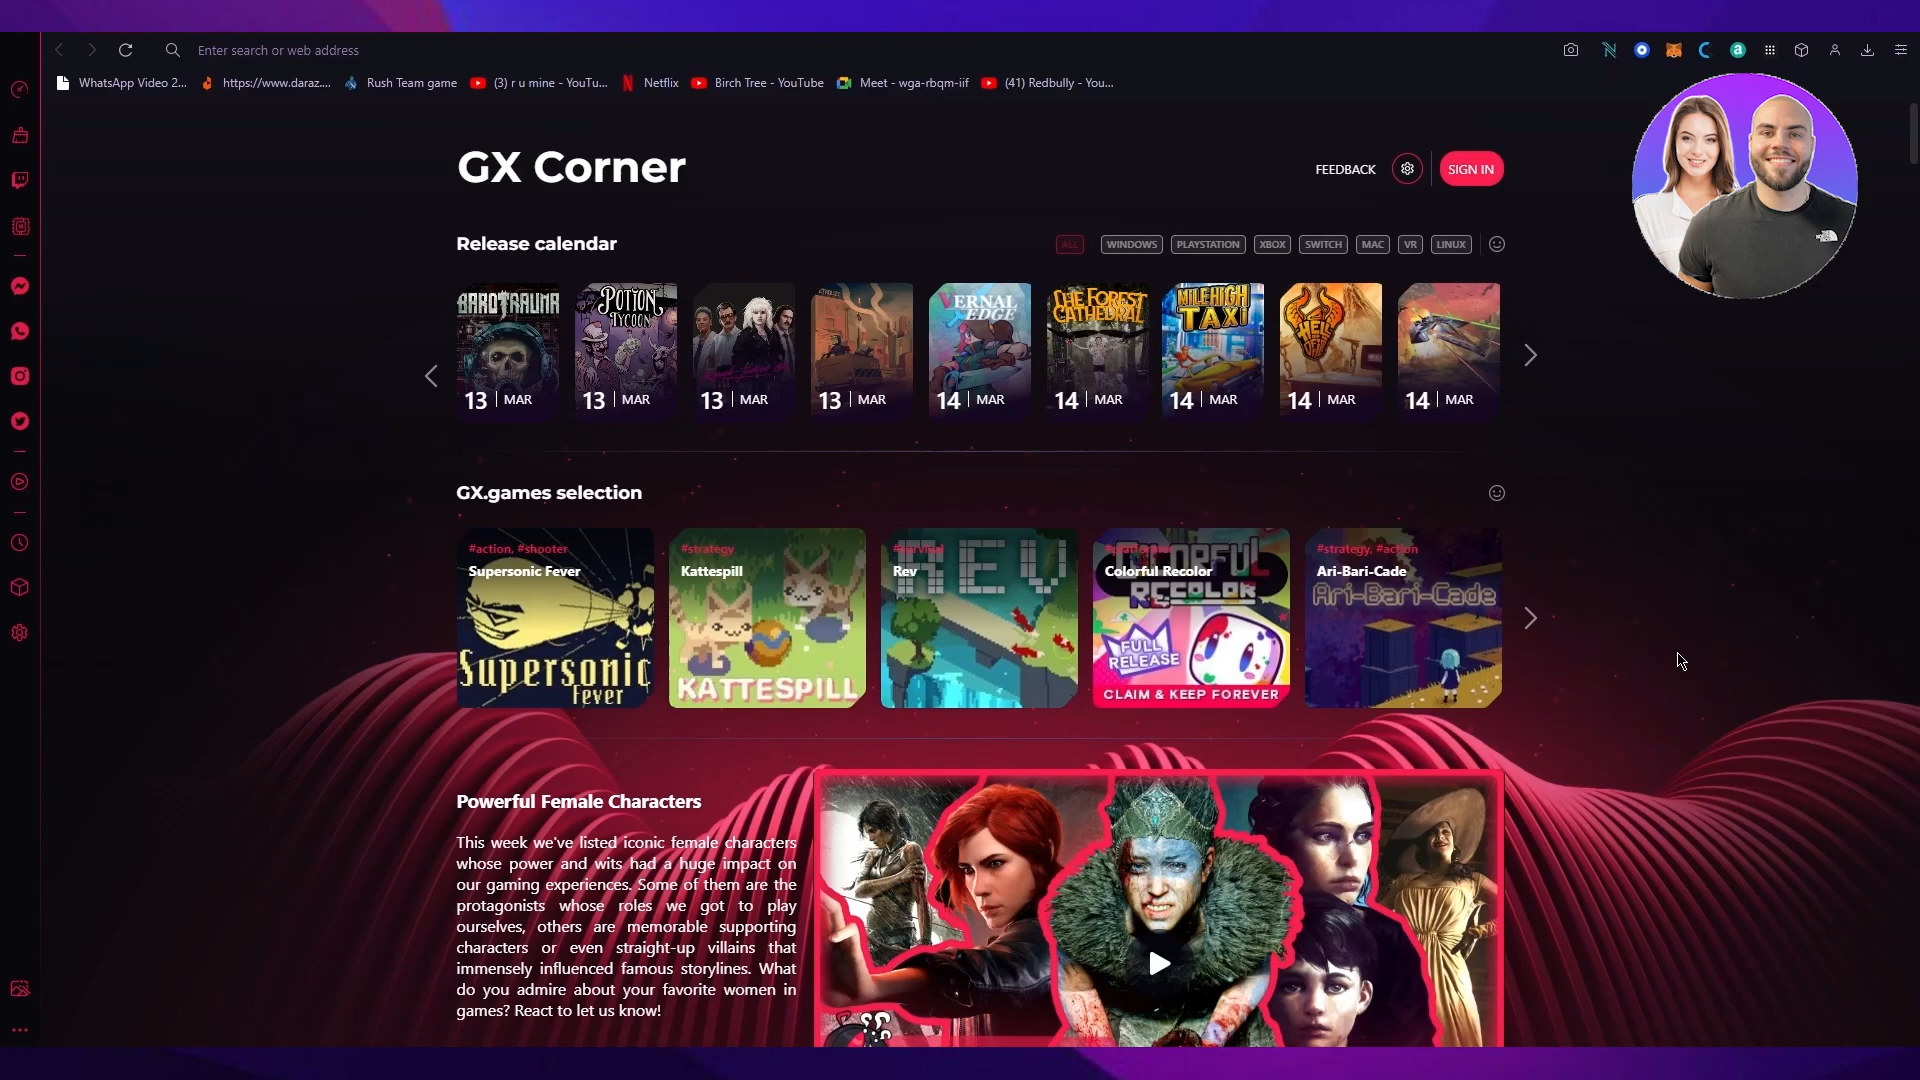 Enter search or web address
WhatsApp Video 2... https://www.daraz.... Rush Team game (3) r u mine - YouTu... Netflix Birch Tree - YouTube Meet - wga-rbqm-iif (41) Redbully - You...
GX Corner
FEEDBACK SIGN IN
Release calendar
ALL WINDOWS PLAYSTATION XBOX SWITCH MAC VR LINUX
BAROTRAUMA POTION TYCOON VERNAL EDGE THE FOREST CATHEDRAL MILE HIGH TAXI
13 MAR 13 MAR 13 MAR 13 MAR 14 MAR 14 MAR 14 MAR 14 MAR 14 MAR
GX.games selection
#action, #shooter #strategy #survival #platformer #strategy, #action
Supersonic Fever Kattespill Rev Colorful Recolor Ari-Bari-Cade
REV COLORFUL RECOLOR Ari-Bari-Cade
FULL RELEASE
Supersonic Fever KATTESPILL CLAIM & KEEP FOREVER
Powerful Female Characters
This week we've listed iconic female characters
whose power and wits had a huge impact on
our gaming experiences. Some of them are the
protagonists whose roles we got to play
ourselves, others are memorable supporting
characters or even straight-up villains that
immensely influenced famous storylines. What
do you admire about your favorite women in
games? React to let us know!